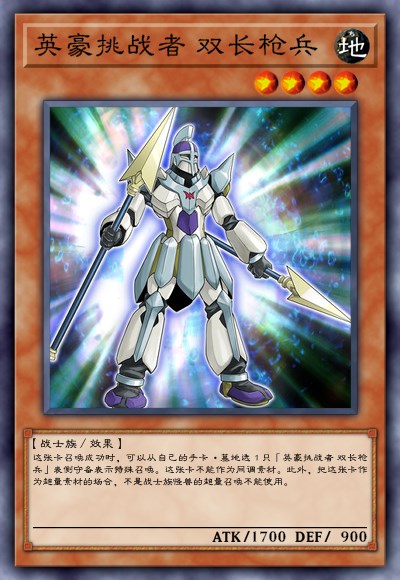 英豪挑战者 双长枪兵 地
【战士族／效果】
这张卡召唤成功时，可以从自己的手卡·墓地选1只「英豪挑战者 双长枪
兵」表侧守备表示特殊召唤。这张卡不能作为同调素材。此外，把这张卡作
为超量素材的场合，不是战士族怪兽的超量召唤不能使用。
ATK/1700 DEF/ 900